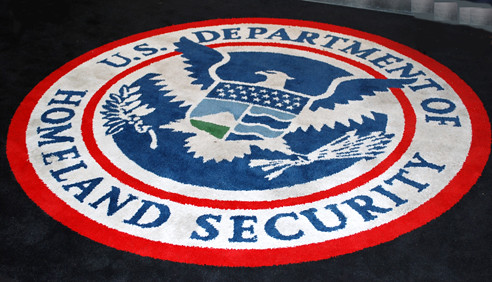 U.S. DEPARTMENT OF
HOMELAND SECURITY